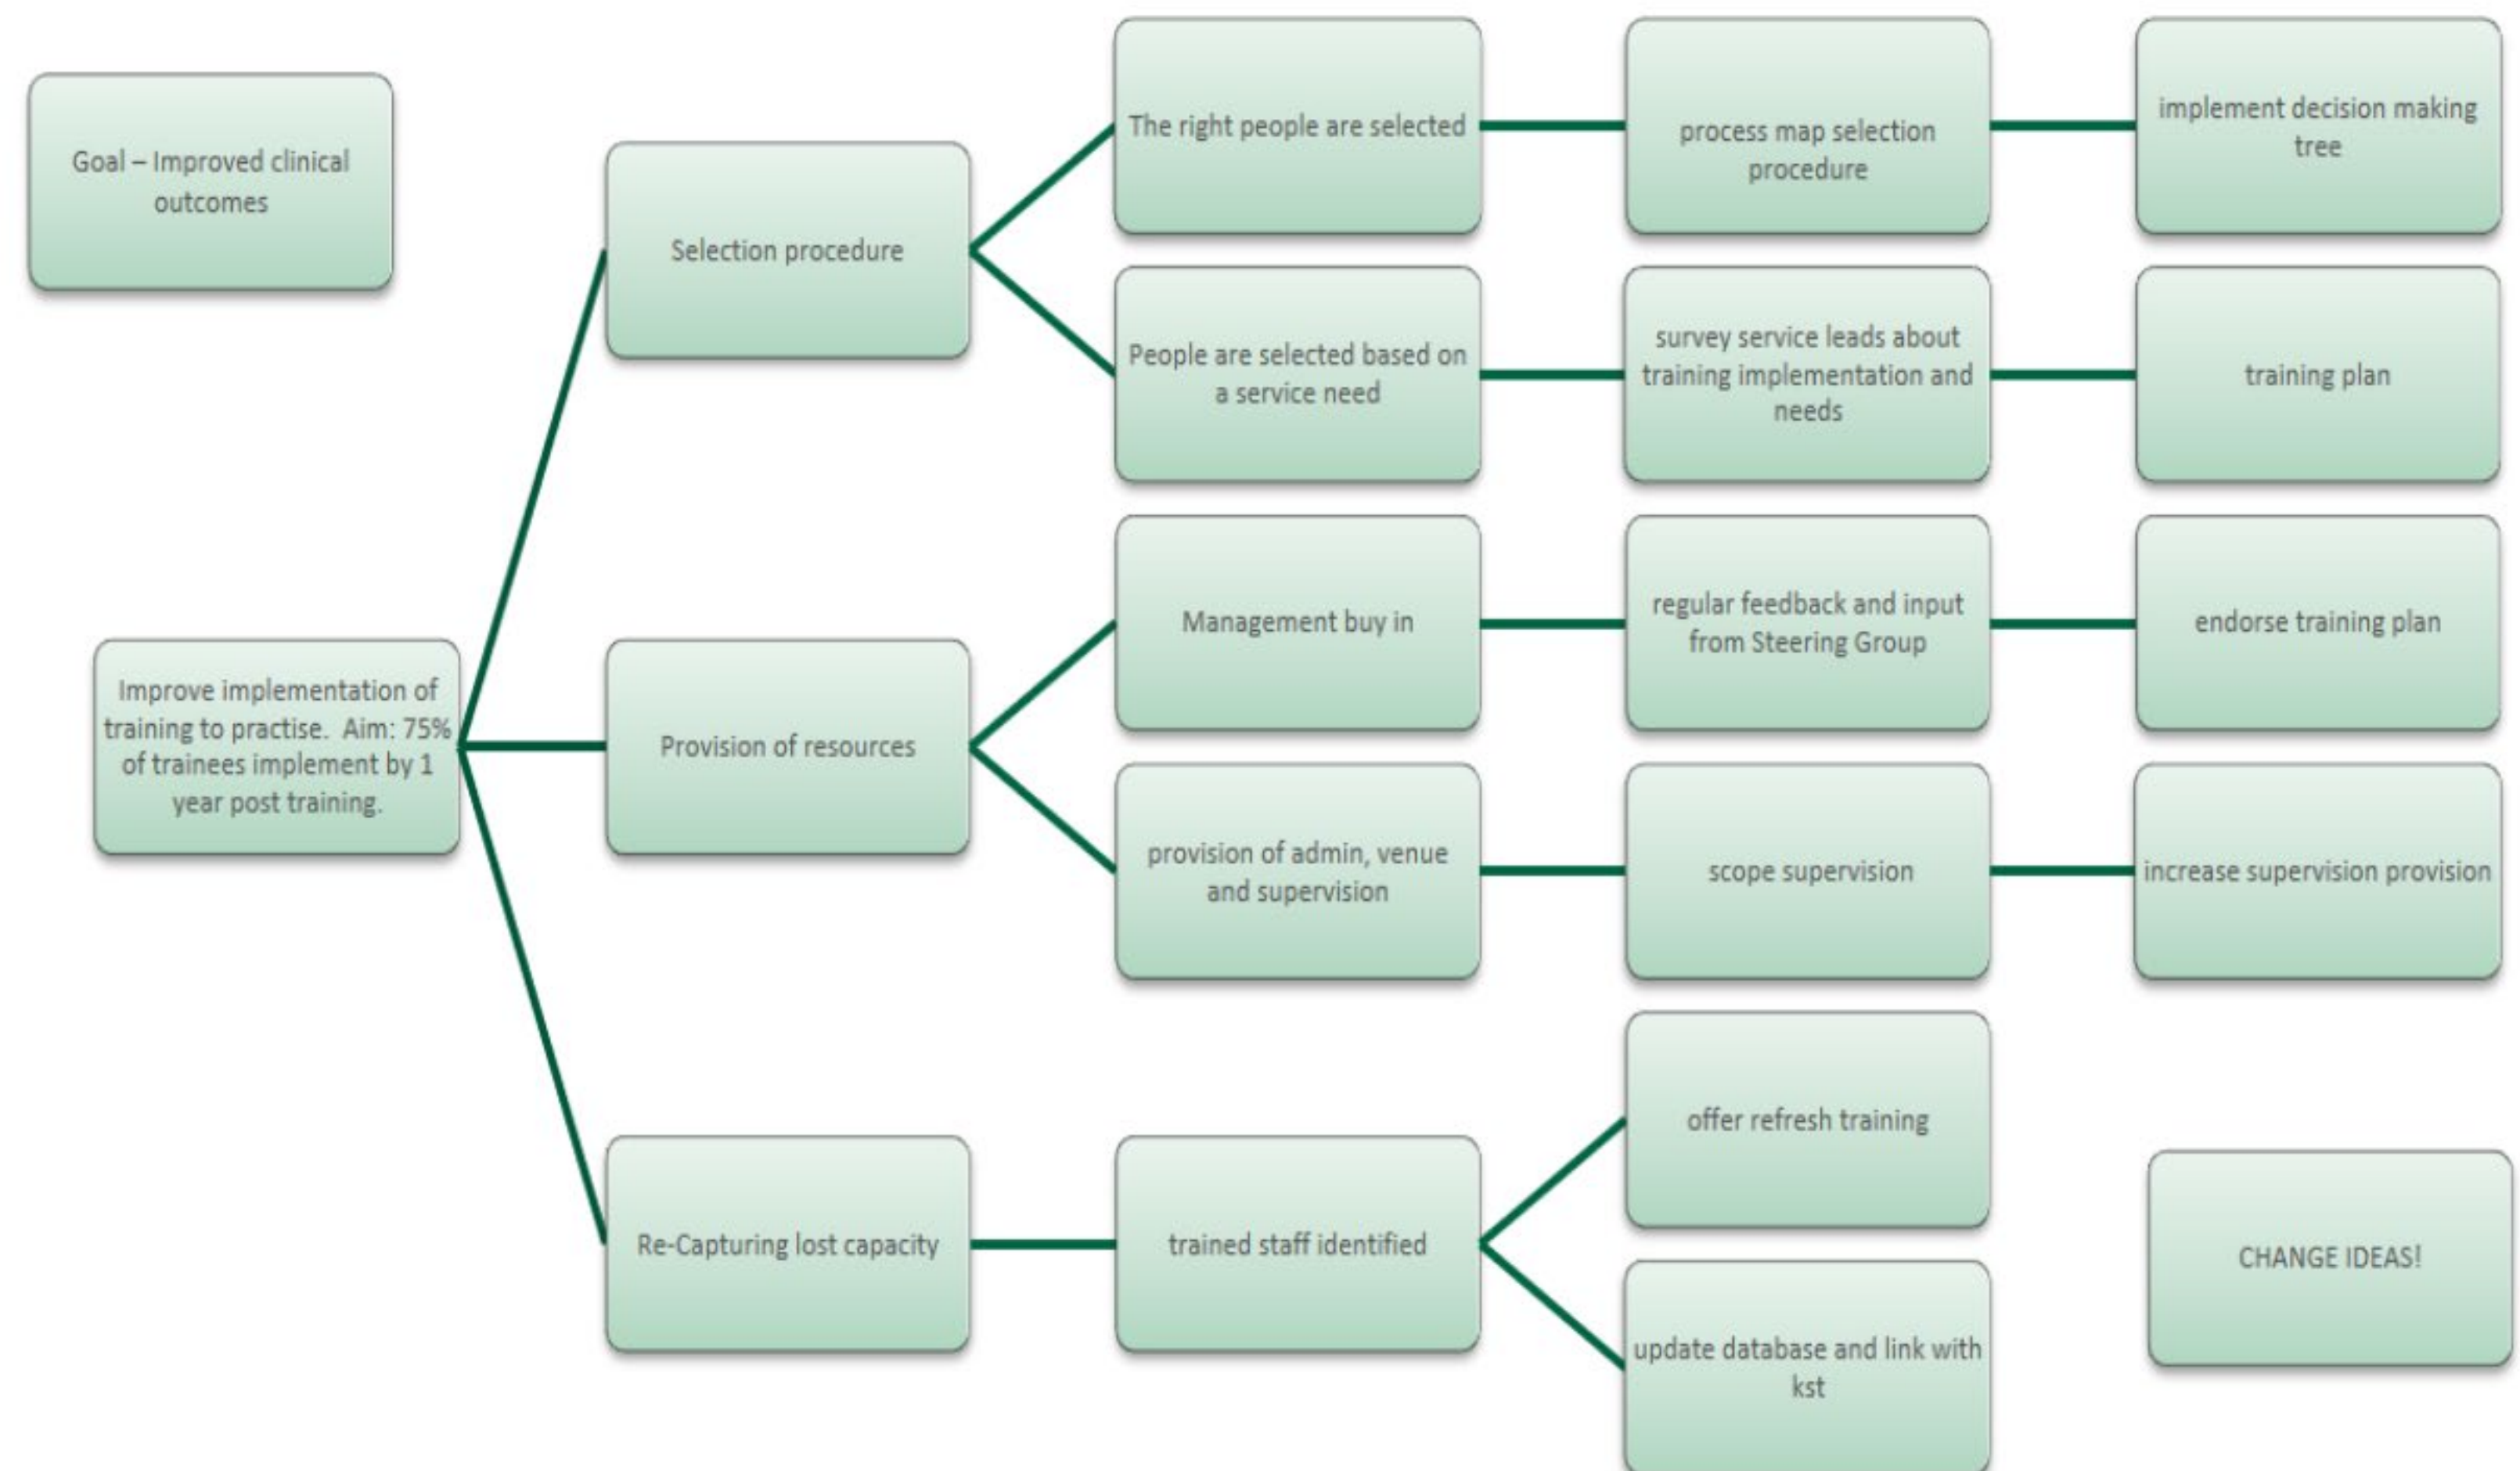 Goal – Improved clinical
outcomes
Improve implementation of
training to practise.  Aim: 75%
of trainees implement by 1
year post training.
Selection procedure
Provision of resources
Re-Capturing lost capacity
The right people are selected
People are selected based on
a service need
Management buy in
provision of admin, venue
and supervision
trained staff identified
process map selection
procedure
survey service leads about
training implementation and
needs
regular feedback and input
from Steering Group
scope supervision
offer refresh training
update database and link with
kst
implement decision making
tree
training plan
endorse training plan
increase supervision provision
CHANGE IDEAS!